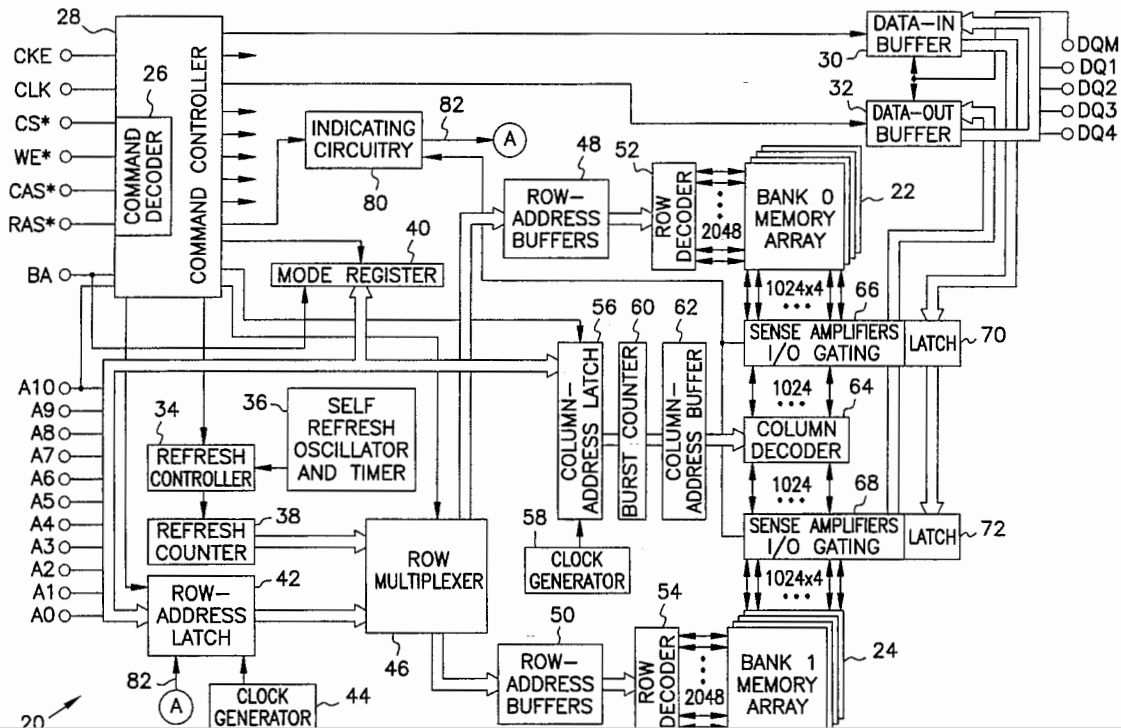 28
CKE
CLK
CS*
WE*
CAS*
RAS*
BA
26
COMMAND
DECODER
COMMAND CONTROLLER
INDICATING
CIRCUITRY
80
82
A
40
MODE REGISTER
48
ROW-
ADDRESS
BUFFERS
52
ROW
DECODER
2048
BANK 0
MEMORY
ARRAY
22
DATA-IN
BUFFER
30
32
DATA-OUT
BUFFER
DQM
DQ1
DQ2
DQ3
DQ4
1024x4
66
SENSE AMPLIFIERS
I/O GATING
LATCH
70
1024
64
COLUMN
DECODER
1024
68
SENSE AMPLIFIERS
I/O GATING
LATCH
72
1024x4
56
COLUMN-
ADDRESS LATCH
60
BURST COUNTER
62
COLUMN-
ADDRESS BUFFER
58
CLOCK
GENERATOR
A10
A9
A8
A7
A6
A5
A4
A3
A2
A1
A0
34
REFRESH
CONTROLLER
36
SELF
REFRESH
OSCILLATOR
AND TIMER
38
REFRESH
COUNTER
42
ROW-
ADDRESS
LATCH
ROW
MULTIPLEXER
46
82
A
CLOCK
GENERATOR
44
50
ROW-
ADDRESS
BUFFERS
54
ROW
DECODER
2048
BANK 1
MEMORY
ARRAY
24
20